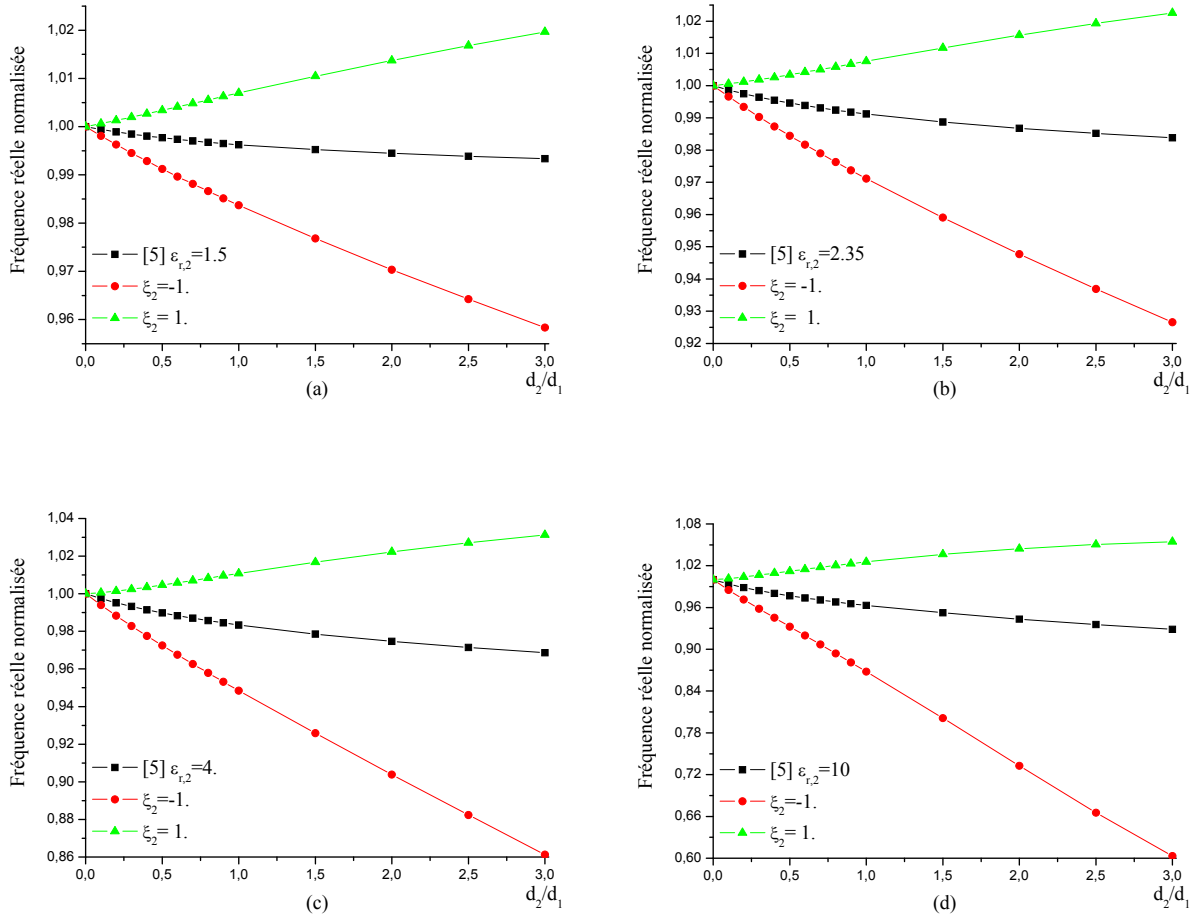 Fréquence réelle normalisée
1,02
1,01
1,00
0,99
0,98
0,97
0,96
[5] εr,2=1.5
ξ2=-1.
ξ2= 1.
0,0 0,5 1,0 1,5 2,0 2,5 3,0
d2/d1
(a)
Fréquence réelle normalisée
1,02
1,01
1,00
0,99
0,98
0,97
0,96
0,95
0,94
0,93
0,92
[5] εr,2=2.35
ξ2= -1.
ξ2= 1.
0,0 0,5 1,0 1,5 2,0 2,5 3,0
d2/d1
(b)
Fréquence réelle normalisée
1,04
1,02
1,00
0,98
0,96
0,94
0,92
0,90
0,88
0,86
[5] εr,2=4.
ξ2=-1.
ξ2= 1.
0,0 0,5 1,0 1,5 2,0 2,5 3,0
d2/d1
(c)
Fréquence réelle normalisée
1,08
1,02
0,96
0,90
0,84
0,78
0,72
0,66
0,60
[5] εr,2=10
ξ2=-1.
ξ2= 1.
0,0 0,5 1,0 1,5 2,0 2,5 3,0
d2/d1
(d)